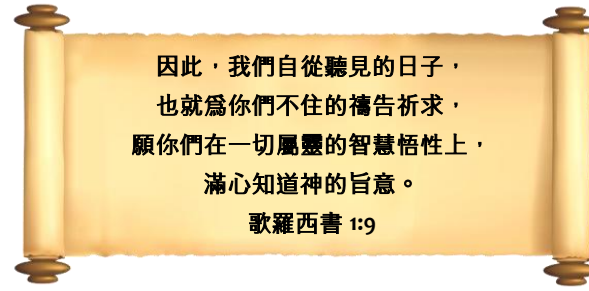 因此，我們自從聽見的日子，
也就為你們不住的禱告祈求，
願你們在一切屬靈的智慧悟性上，
滿心知道神的旨意。
歌羅西書 1:9